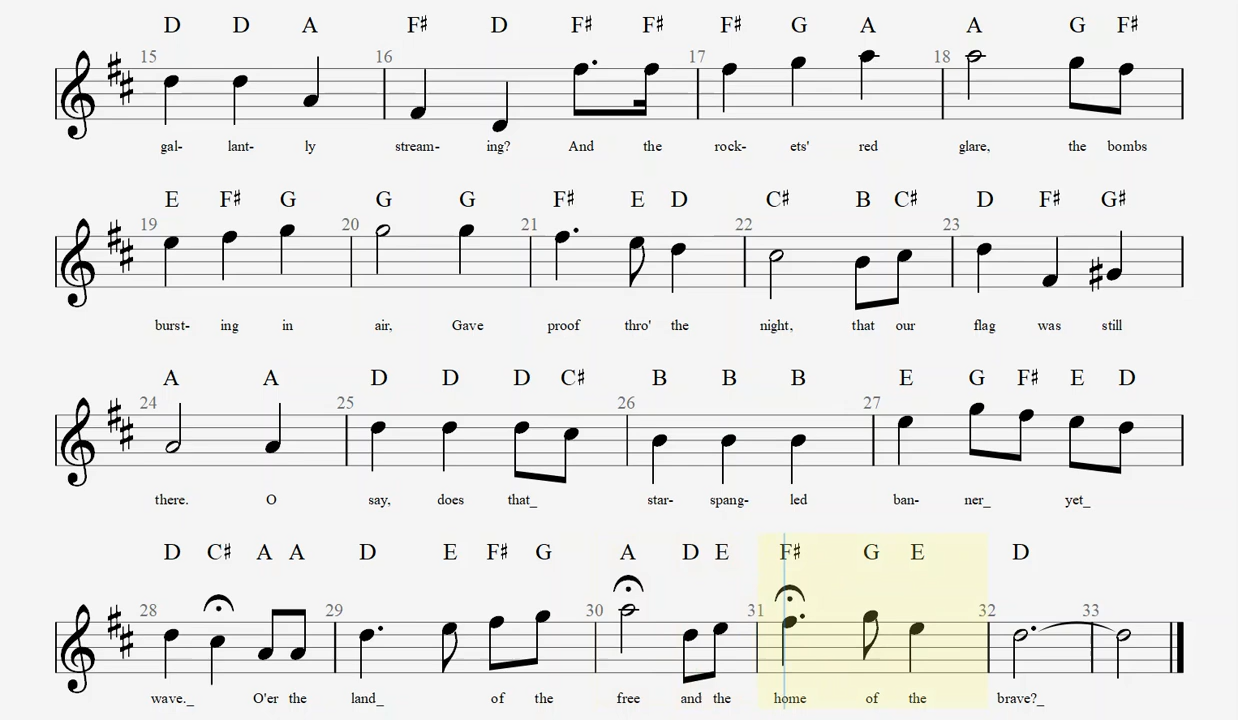 D D A F♯ D F♯ F♯ F♯ G A A G F♯
15 16 17 18
gal- lant- ly stream- ing? And the rock- ets' red glare, the bombs
E F♯ G G G F♯ E D C♯ B C♯ D F♯ G♯
19 20 21 22 23
burst- ing in air, Gave proof thro' the night, that our flag was still
A A D D D C♯ B B B E G F♯ E D
24 25 26 27
there. O say, does that_ star- spang- led ban- ner_ yet_
D C♯ A A D E F♯ G A D E F♯ G E D
28 29 30 31 32 33
wave._ O'er the land_ of the free and the home of the brave?_